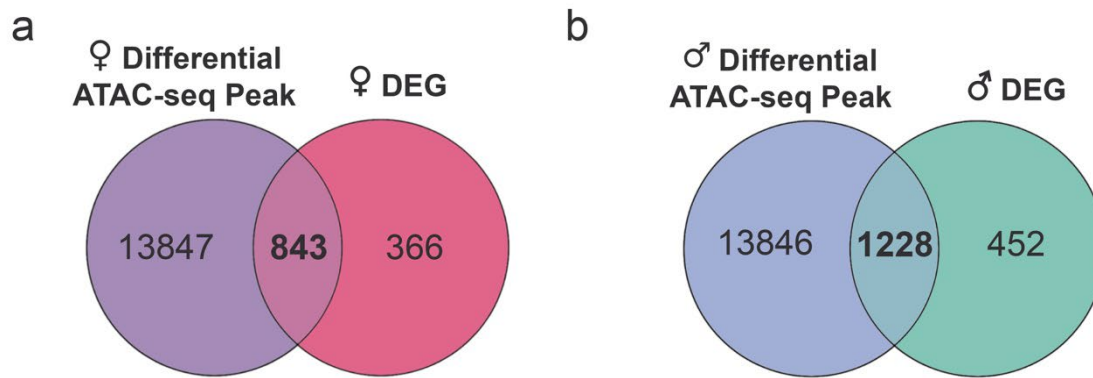 a
♀ Differential
ATAC-seq Peak
♀ DEG
13847
843
366
b
♂ Differential
ATAC-seq Peak
♂ DEG
13846
1228
452